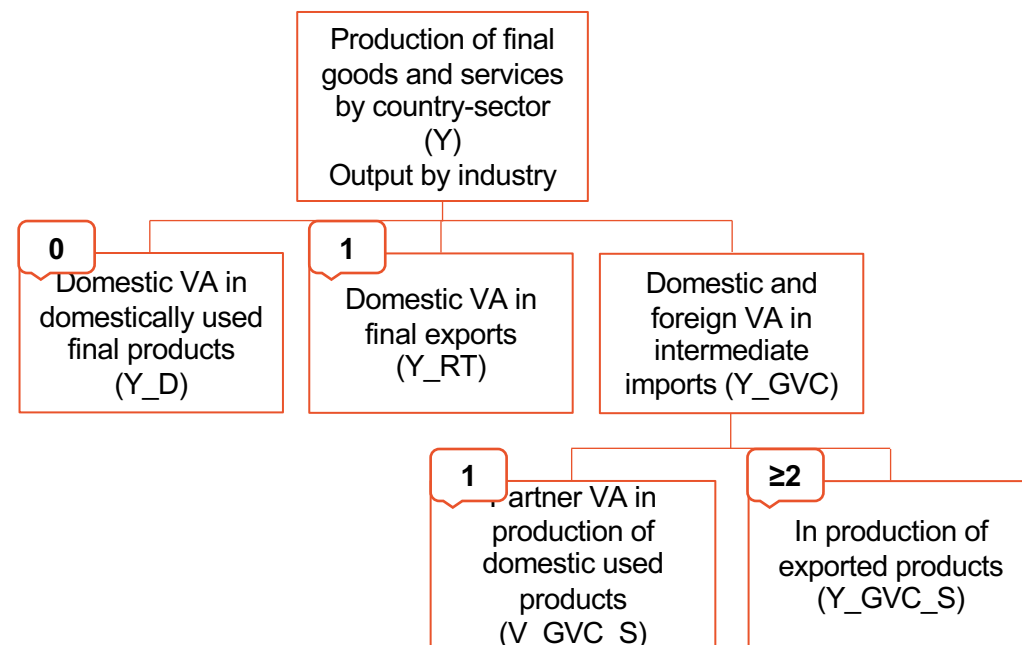 Production of final
goods and services
by country-sector
(Y)
Output by industry
0
Domestic VA in
domestically used
final products
(Y_D)
1
Domestic VA in
final exports
(Y_RT)
Domestic and
foreign VA in
intermediate
imports (Y_GVC)
1
Partner VA in
production of
domestic used
products
(V_GVC_S)
≥2
In production of
exported products
(Y_GVC_S)